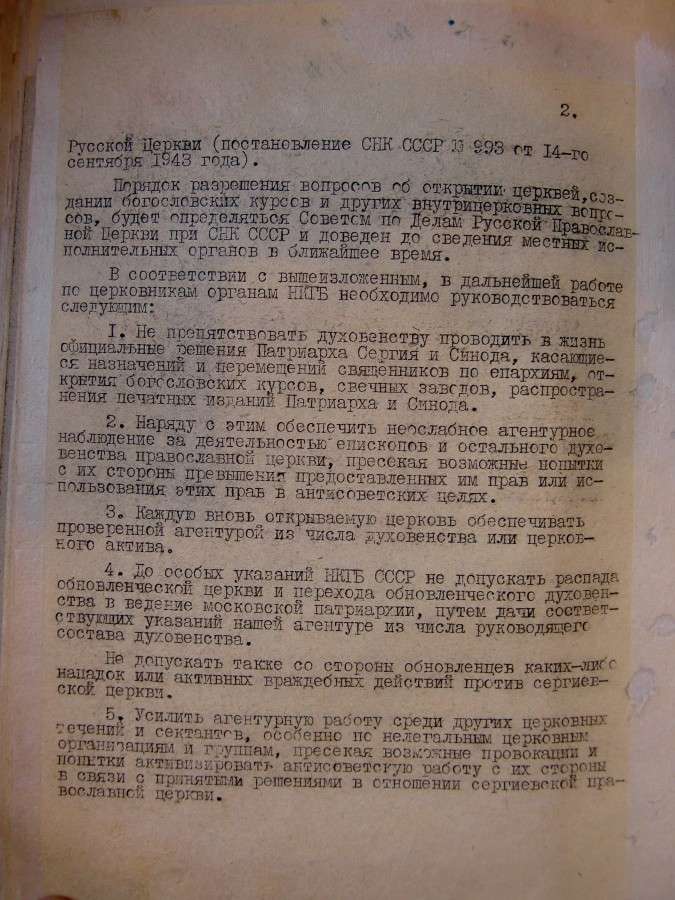 2.
Русской Церкви (постановление СНК СССР № 993 от 14-го
сентября 1943 года).
Порядок разрешения вопросов об открытии церквей, соз-
дании богословских курсов и других внутрицерковных вопро-
сов, будет определяться Советом по Делам Русской Православ-
ной Церкви при СНК СССР и доведен до сведения местных ис-
полнительных органов в ближайшее время.
В соответствии с вышеизложенным, в дальнейшей работе
по церковникам органам НКГБ необходимо руководствоваться
следующим:
1. Не препятствовать духовенству проводить в жизнь
официальные решения Патриарха Сергия и Синода, касающие-
ся назначений и перемещений священников по епархиям, от-
крытия богословских курсов, свечных заводов, распростра-
нения печатных изданий Патриарха и Синода.
2. Наряду с этим обеспечить неослабное агентурное
наблюдение за деятельностью епископов и остального духо-
венства православной церкви, пресекая возможные попытки
с их стороны превышения предоставленных им прав или ис-
пользования этих прав в антисоветских целях.
3. Каждую вновь открываемую церковь обеспечивать
проверенной агентурой из числа духовенства или церков-
ного актива.
4. До особых указаний НКГБ СССР не допускать распада
обновленческой церкви и перехода обновленческого духовен-
ства в ведение московской патриархии, путем дачи соответ-
ствующих указаний нашей агентуре из числа руководящего
состава духовенства.
Не допускать также со стороны обновленцев каких-либо
нападок или активных враждебных действий против сергиев-
ской церкви.
5. Усилить агентурную работу среди других церковных
течений и сектантов, особенно по нелегальным церковным
организациям и группам, пресекая возможные провокации и
попытки активизировать антисоветскую работу с их стороны
в связи с принятыми решениями в отношении сергиевской пра-
вославной церкви.